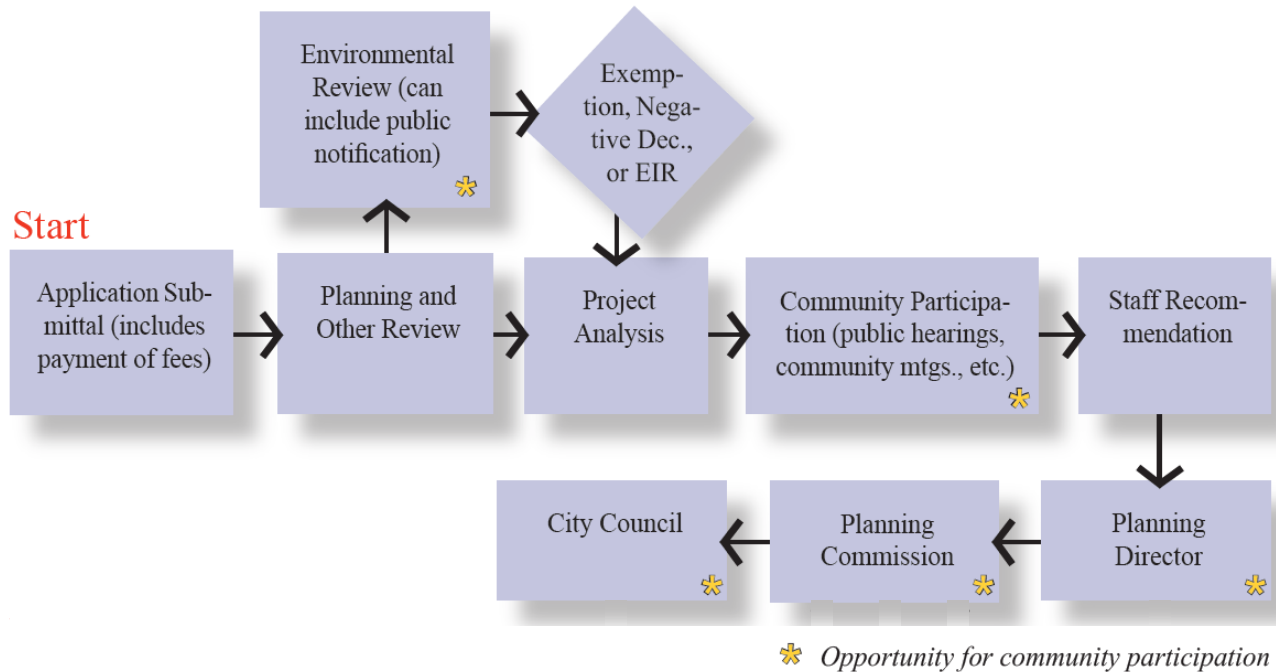 Environmental
Review (can
include public
notification)
*
Exemp-
tion, Nega-
tive Dec.,
or EIR
Start
Application Sub-
mittal (includes
payment of fees)
Planning and
Other Review
Project
Analysis
Community Participa-
tion (public hearings,
community mtgs., etc.)
*
Staff Recom-
mendation
Planning
Director
*
Planning
Commission
*
City Council
*
* Opportunity for community participation